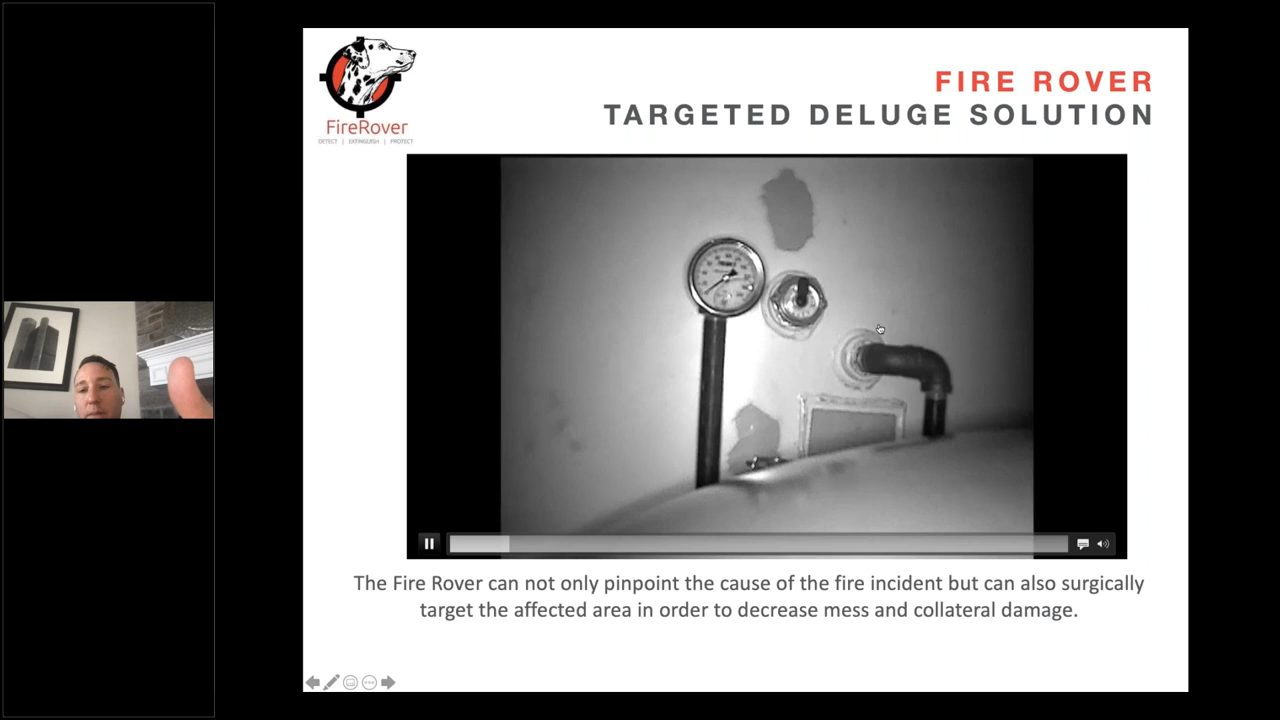 FireRover
DETECT | EXTINGUISH | PROTECT
FIRE ROVER
TARGETED DELUGE SOLUTION
The Fire Rover can not only pinpoint the cause of the fire incident but can also surgically
target the affected area in order to decrease mess and collateral damage.